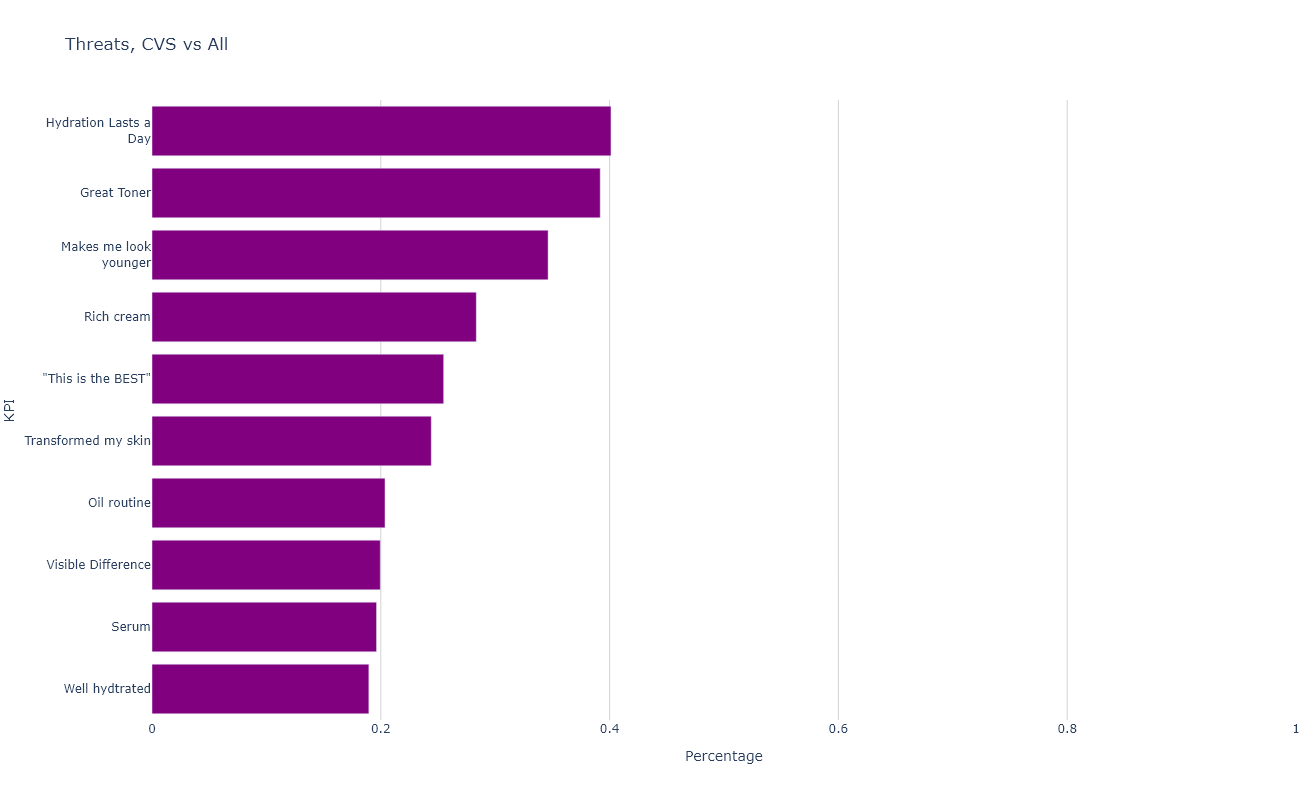 Threats, CVS vs All
Hydration Lasts a
Day
Great Toner
Makes me look
younger
Rich cream
"This is the BEST"
Transformed my skin
Oil routine
Visible Difference
Serum
Well hydtrated
KPI
0
0.2
0.4
0.6
0.8
1
Percentage